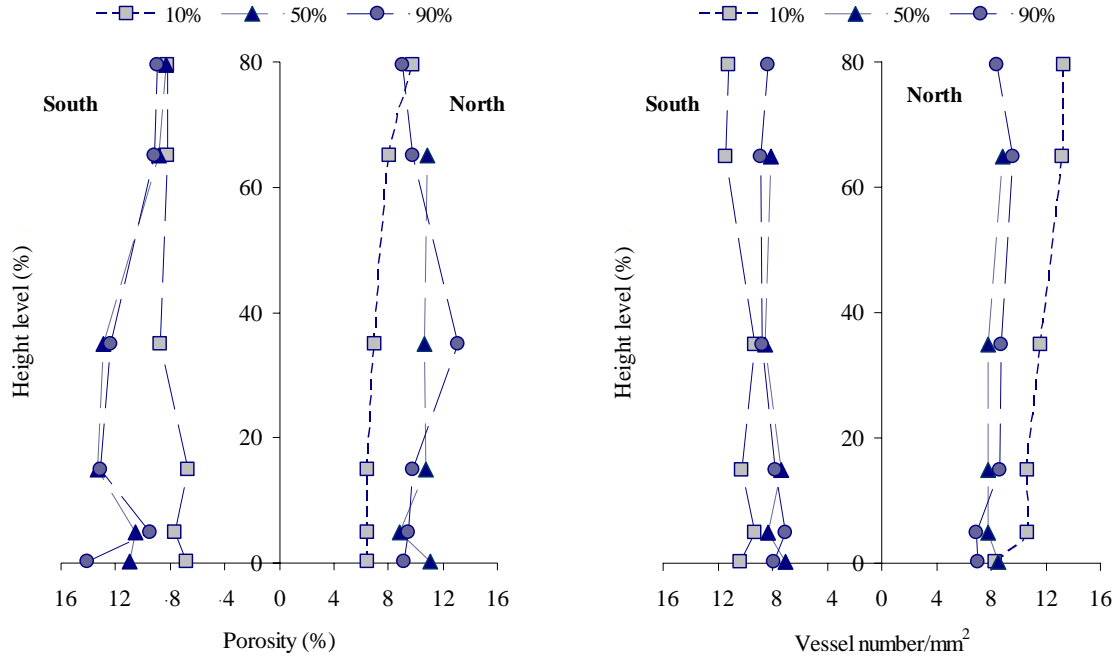 10% · 50% · 90%
10% · 50% · 90%
80
South
North
60
40
20
0
Height level (%)
16 12 ·8 ·4 0 4 8 12 16
Porosity (%)
80
South
North
60
40
20
0
Height level (%)
16 12 8 4 0 4 8 12 16
Vessel number/mm²